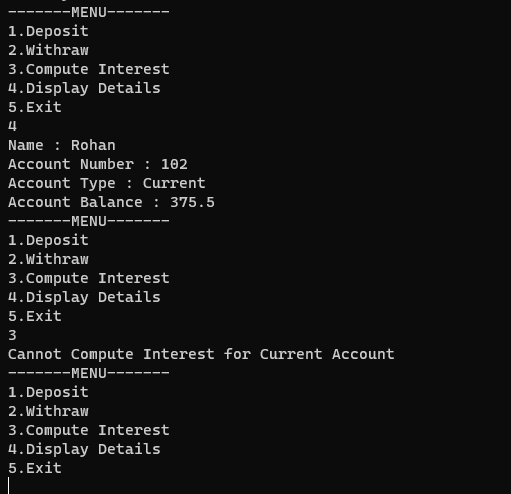 -------MENU-------
1.Deposit
2.Withraw
3.Compute Interest
4.Display Details
5.Exit
4
Name : Rohan
Account Number : 102
Account Type : Current
Account Balance : 375.5
-------MENU-------
1.Deposit
2.Withraw
3.Compute Interest
4.Display Details
5.Exit
3
Cannot Compute Interest for Current Account
-------MENU-------
1.Deposit
2.Withraw
3.Compute Interest
4.Display Details
5.Exit